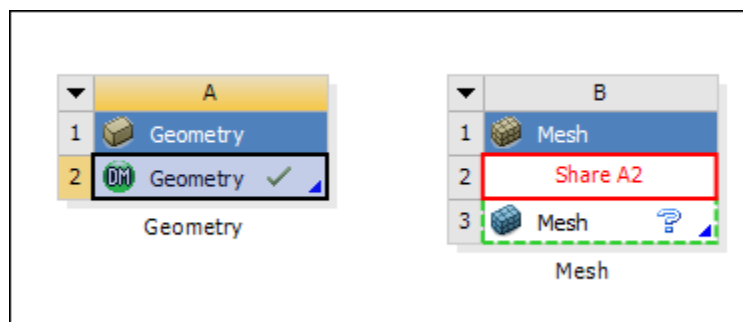 A
1 Geometry
2 DM Geometry
Geometry
B
1 Mesh
2 Share A2
3 Mesh ?
Mesh